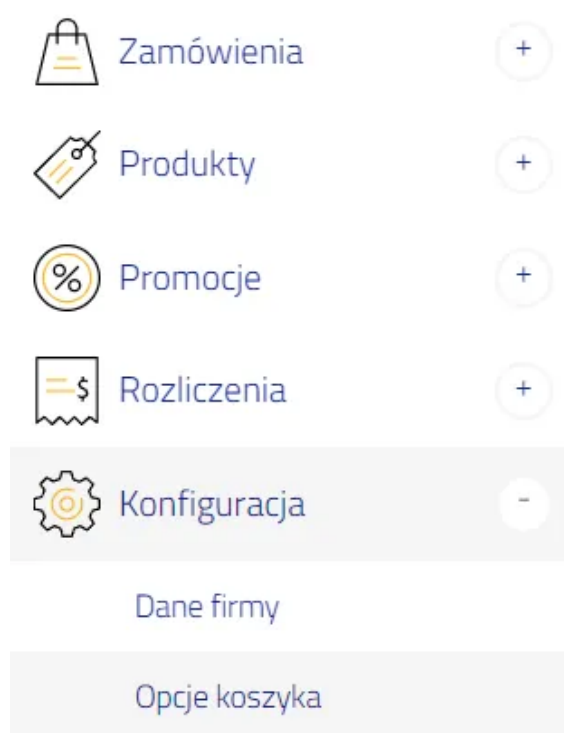 Zamówienia +
Produkty +
% Promocje +
$ Rozliczenia +
Konfiguracja -
Dane firmy
Opcje koszyka